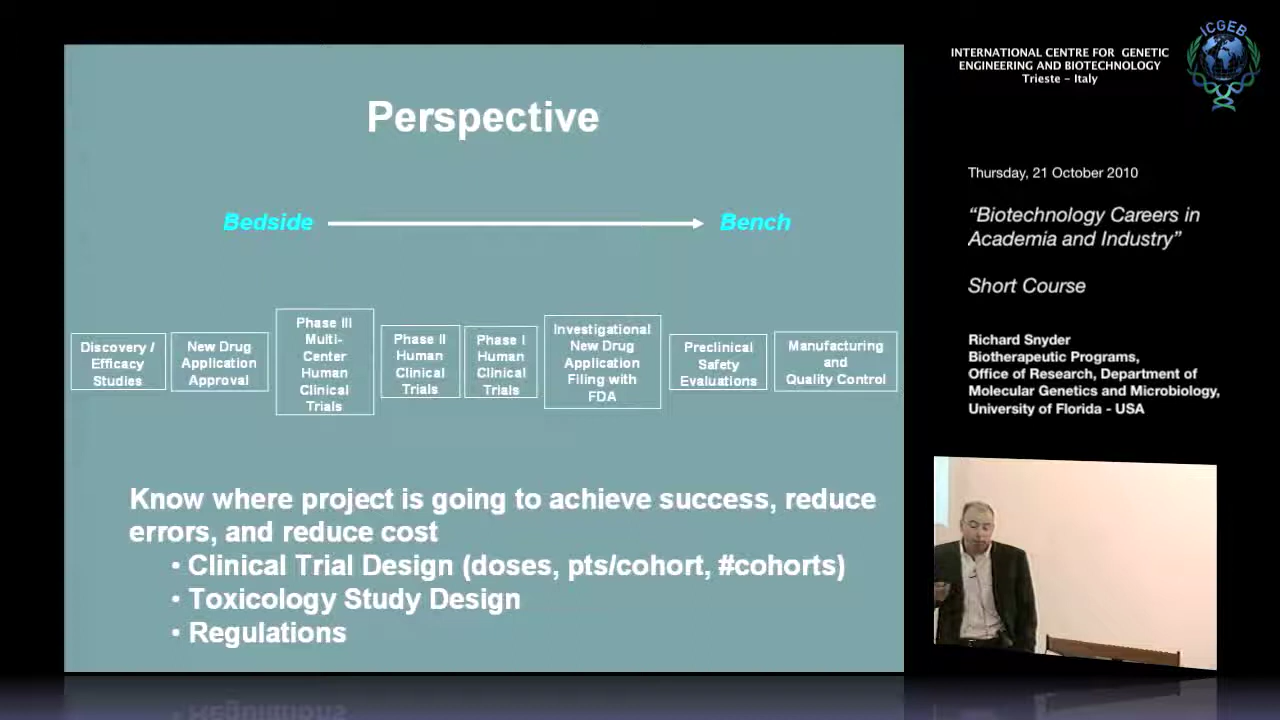 Perspective
Bedside
Bench
Discovery /
Efficacy
Studies
New Drug
Application
Approval
Phase III
Multi-
Center
Human
Clinical
Trials
Phase II
Human
Clinical
Trials
Phase I
Human
Clinical
Trials
Investigational
New Drug
Application
Filing with
FDA
Preclinical
Safety
Evaluations
Manufacturing
and
Quality Control
Know where project is going to achieve success, reduce
errors, and reduce cost
• Clinical Trial Design (doses, pts/cohort, #cohorts)
• Toxicology Study Design
• Regulations
INTERNATIONAL CENTRE FOR GENETIC
ENGINEERING AND BIOTECHNOLOGY
Trieste - Italy
ICGEB
Thursday, 21 October 2010
“Biotechnology Careers in
Academia and Industry”
Short Course
Richard Snyder
Biotherapeutic Programs,
Office of Research, Department of
Molecular Genetics and Microbiology,
University of Florida - USA